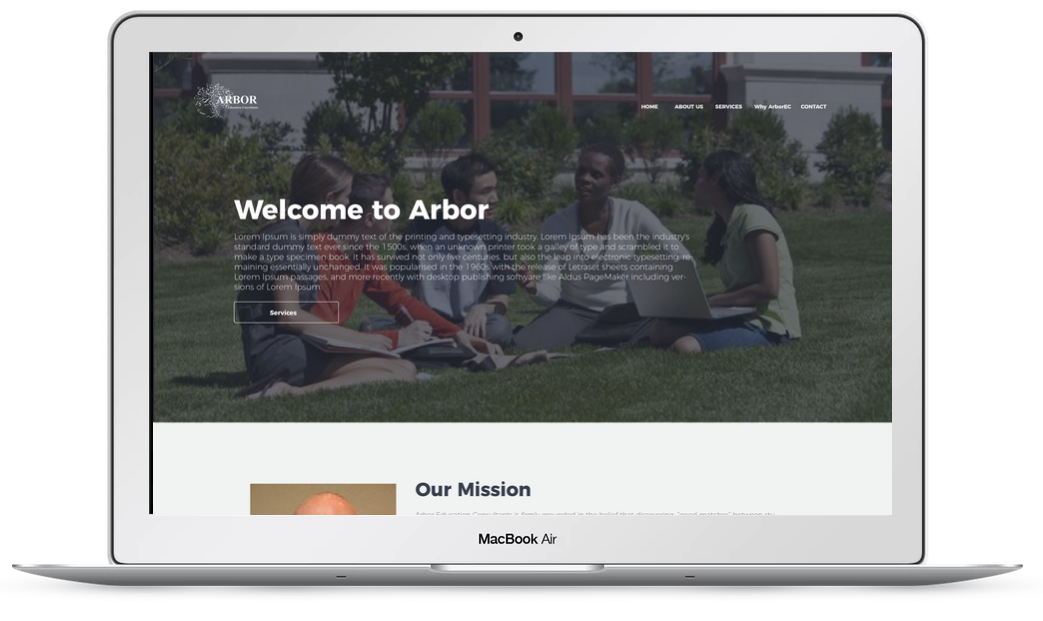 ARBOR
HOME ABOUT US SERVICES Why ArborEC CONTACT
Welcome to Arbor
Lorem Ipsum is simply dummy text of the printing and typesetting industry. Lorem Ipsum has been the industry's
standard dummy text ever since the 1500s, when an unknown printer took a galley of type and scrambled it to
make a type specimen book. It has survived not only five centuries, but also the leap into electronic typesetting, re
maining essentially unchanged. It was popularised in the 1960s with the release of Letraset sheets containing
Lorem Ipsum passages, and more recently with desktop publishing software like Aldus PageMaker including ver-
sions of Lorem Ipsum
Services
Our Mission
MacBook Air